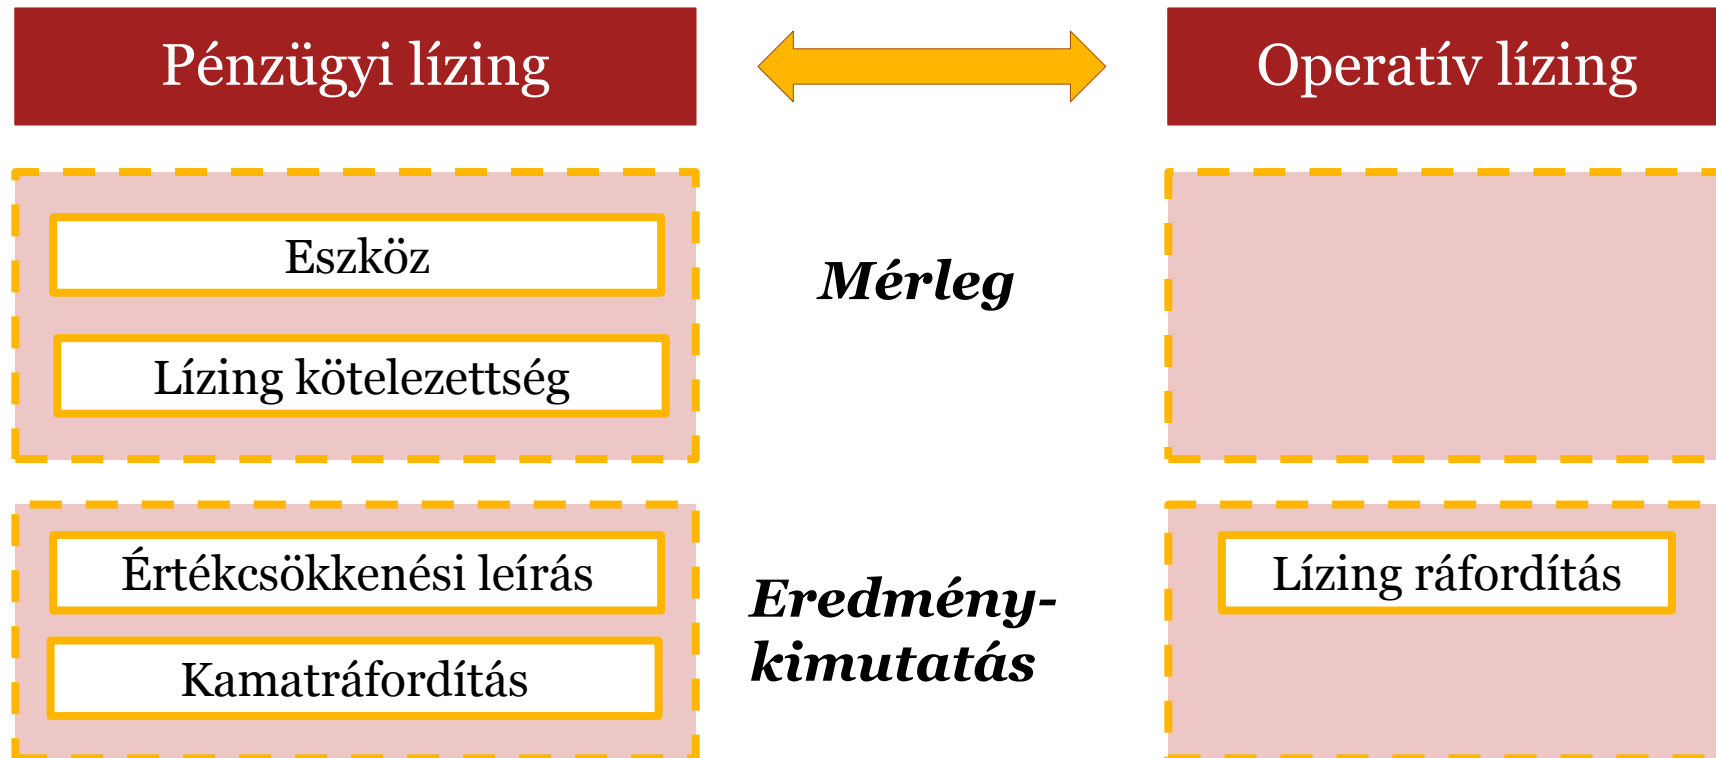 Pénzügyi lízing
Operatív lízing
Eszköz
Mérleg
Lízing kötelezettség
Értékcsökkenési leírás
Eredmény-
kimutatás
Lízing ráfordítás
Kamatráfordítás